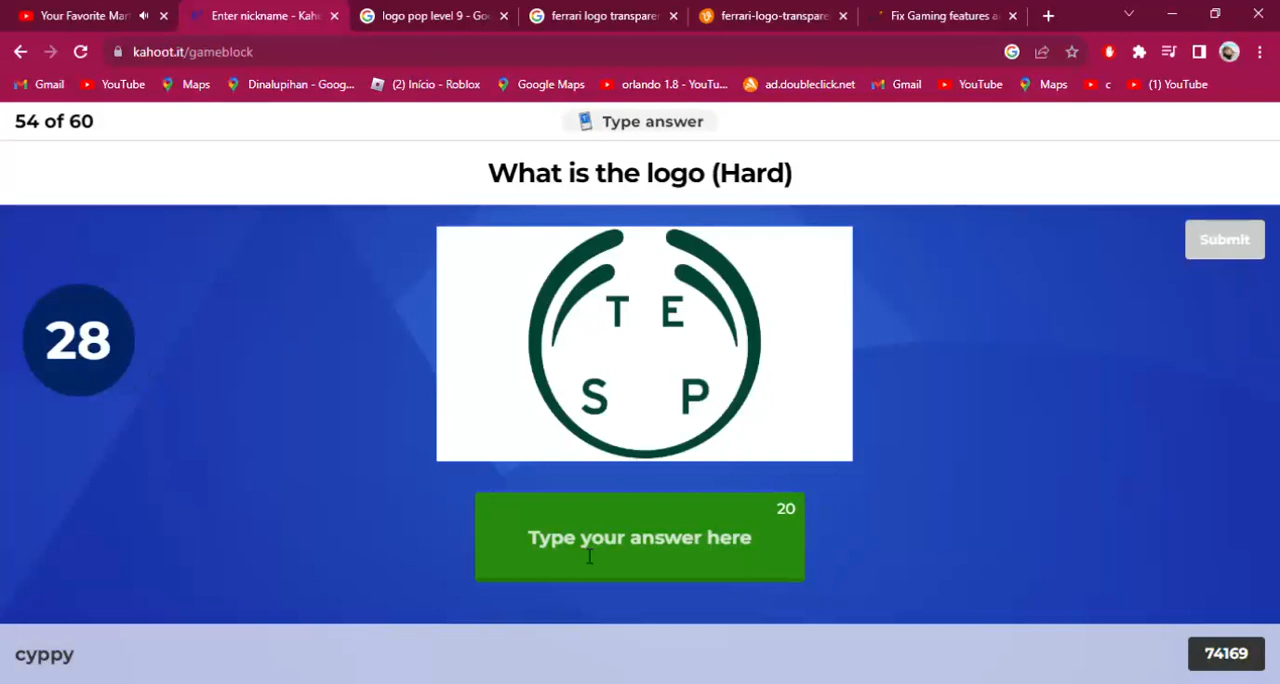 Your Favorite Mar
Enter nickname - Kaho
logo pop level 9 - Goo
ferrari logo transparen
ferrari-logo-transpare
Fix Gaming features a
kahoot.it/gameblock
Gmail YouTube Maps Dinalupihan - Goog... (2) Início - Roblox Google Maps orlando 1.8 - YouTu... ad.doubleclick.net Gmail YouTube Maps c (1) YouTube
54 of 60
Type answer
What is the logo (Hard)
Submit
28
T E
S P
20
Type your answer here
cyppy
74169